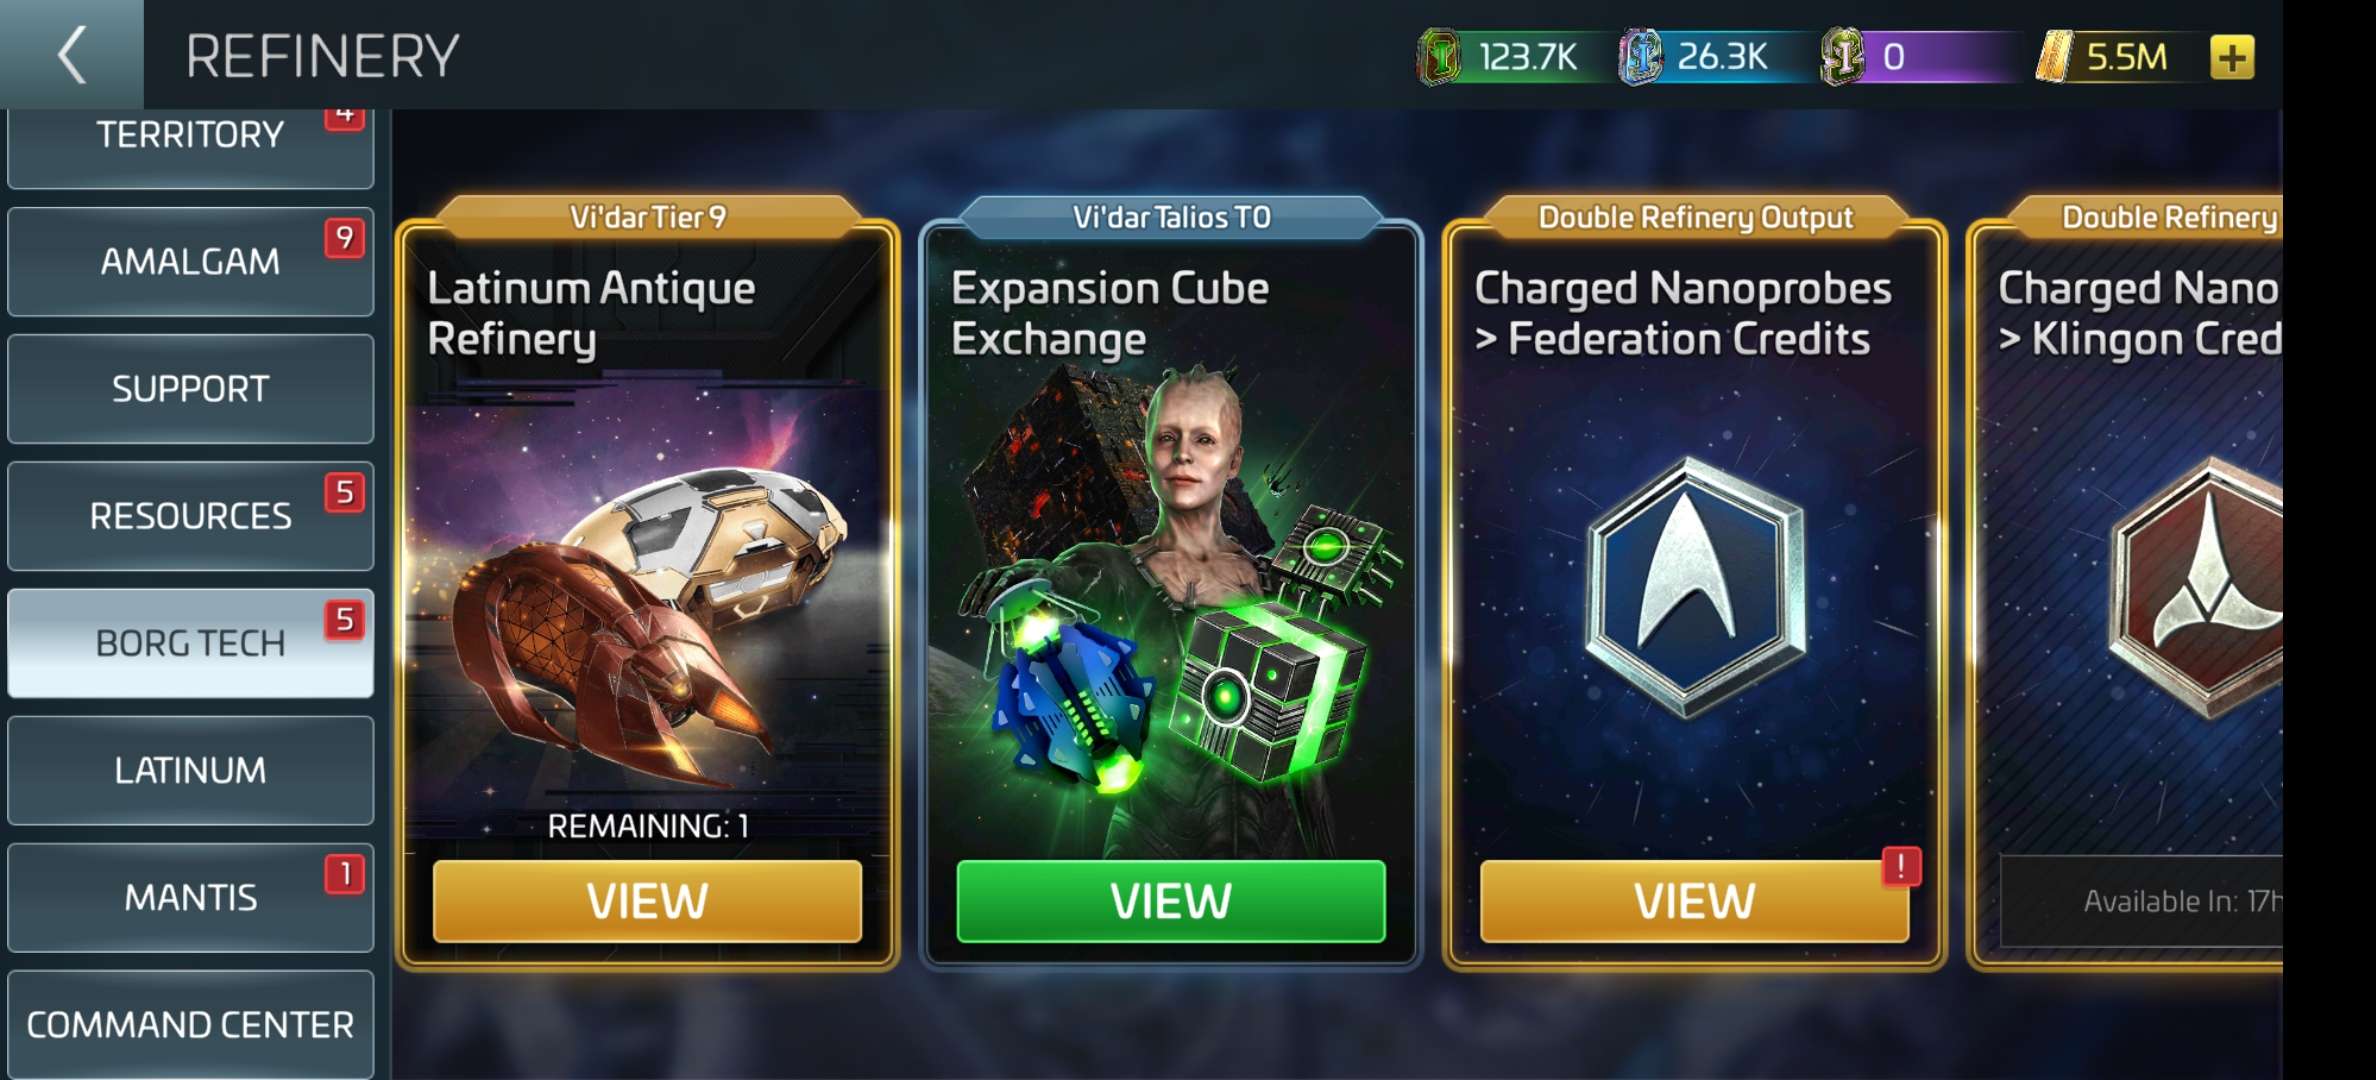 REFINERY
123.7K
26.3K
0
5.5M
TERRITORY
4
AMALGAM
9
SUPPORT
RESOURCES
5
BORG TECH
5
LATINUM
MANTIS
1
COMMAND CENTER
Vi'dar Tier 9
Latinum Antique
Refinery
REMAINING: 1
VIEW
Vi'dar Talios T0
Expansion Cube
Exchange
VIEW
Double Refinery Output
Charged Nanoprobes
> Federation Credits
!
VIEW
Double Refinery
Charged Nano
> Klingon Cred
Available In: 17h